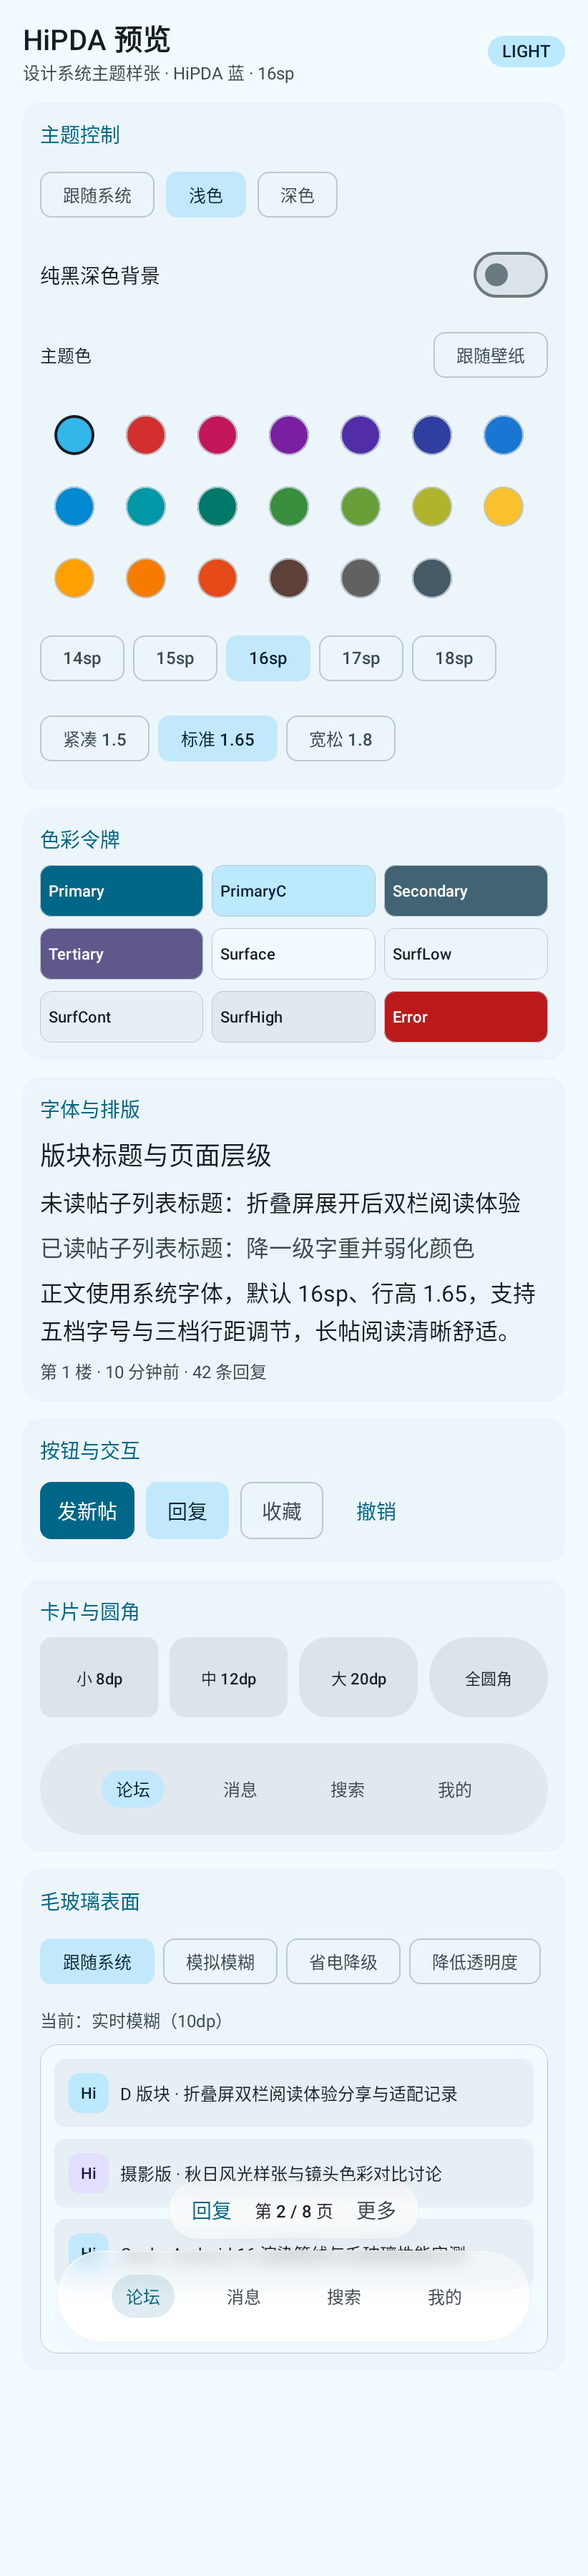 HiPDA 预览
设计系统主题样张 · HiPDA 蓝 · 16sp
LIGHT
主题控制
跟随系统 浅色 深色
纯黑深色背景
主题色 跟随壁纸
14sp 15sp 16sp 17sp 18sp
紧凑 1.5 标准 1.65 宽松 1.8
色彩令牌
Primary PrimaryC Secondary
Tertiary Surface SurfLow
SurfCont SurfHigh Error
字体与排版
版块标题与页面层级
未读帖子列表标题：折叠屏展开后双栏阅读体验
已读帖子列表标题：降一级字重并弱化颜色
正文使用系统字体，默认 16sp、行高 1.65，支持
五档字号与三档行距调节，长帖阅读清晰舒适。
第 1 楼 · 10 分钟前 · 42 条回复
按钮与交互
发新帖 回复 收藏 撤销
卡片与圆角
小 8dp 中 12dp 大 20dp 全圆角
论坛 消息 搜索 我的
毛玻璃表面
跟随系统 模拟模糊 省电降级 降低透明度
当前：实时模糊（10dp）
Hi D 版块 · 折叠屏双栏阅读体验分享与适配记录
Hi 摄影版 · 秋日风光样张与镜头色彩对比讨论
回复 第 2 / 8 页 更多
Hi
论坛 消息 搜索 我的